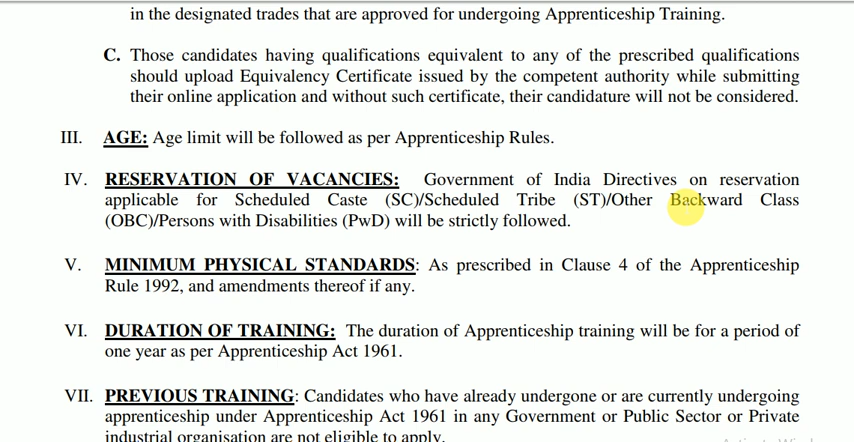 in the designated trades that are approved for undergoing Apprenticeship Training.
C. Those candidates having qualifications equivalent to any of the prescribed qualifications
should upload Equivalency Certificate issued by the competent authority while submitting
their online application and without such certificate, their candidature will not be considered.
III. AGE: Age limit will be followed as per Apprenticeship Rules.
IV. RESERVATION OF VACANCIES: Government of India Directives on reservation
applicable for Scheduled Caste (SC)/Scheduled Tribe (ST)/Other Backward Class
(OBC)/Persons with Disabilities (PwD) will be strictly followed.
V. MINIMUM PHYSICAL STANDARDS: As prescribed in Clause 4 of the Apprenticeship
Rule 1992, and amendments thereof if any.
VI. DURATION OF TRAINING: The duration of Apprenticeship training will be for a period of
one year as per Apprenticeship Act 1961.
VII. PREVIOUS TRAINING: Candidates who have already undergone or are currently undergoing
apprenticeship under Apprenticeship Act 1961 in any Government or Public Sector or Private
industrial organisation are not eligible to apply.